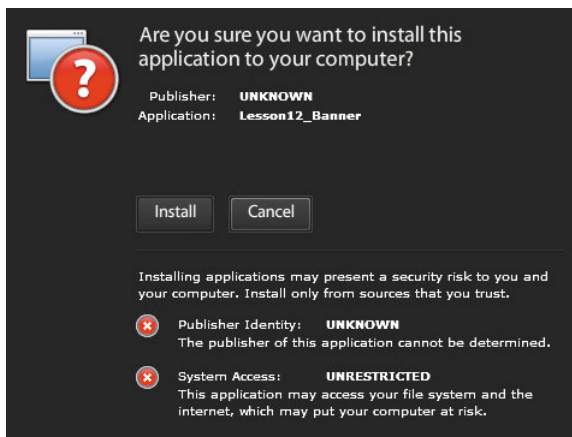 Are you sure you want to install this
application to your computer?
Publisher: UNKNOWN
Application: Lesson12_Banner
Install Cancel
Installing applications may present a security risk to you and
your computer. Install only from sources that you trust.
Publisher Identity: UNKNOWN
The publisher of this application cannot be determined.
System Access: UNRESTRICTED
This application may access your file system and the
internet, which may put your computer at risk.